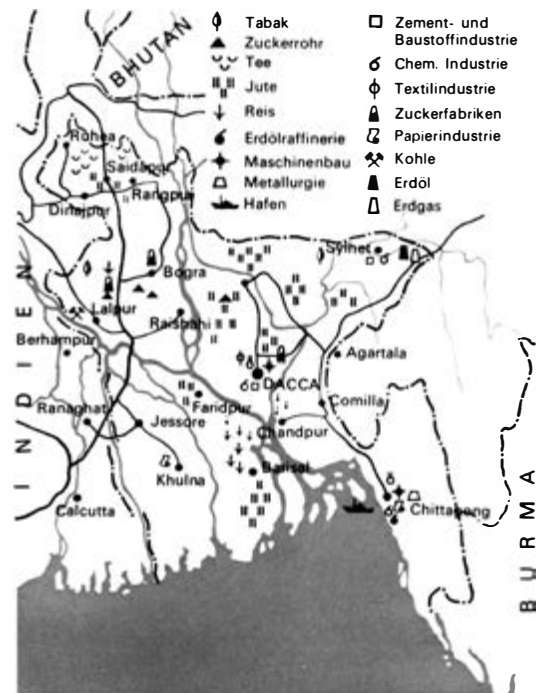 Tabak
Zuckerrohr
Tee
Jute
Reis
Erdölraffinerie
Maschinenbau
Metallurgie
Hafen
Zement- und
Baustoffindustrie
Chem. Industrie
Textilindustrie
Zuckerfabriken
Papierindustrie
Kohle
Erdöl
Erdgas
BHUTAN
Ruhea
Saidapur
Rangpur
Dinajpur
Sylhet
Bogra
Lalpur
Raishahi
INDIEN
Berhampur
Agartala
DACCA
Ranaghat
Jessore
Faridpur
Comilla
Chandpur
Khulna
Barisal
Calcutta
Chittagong
BURMA